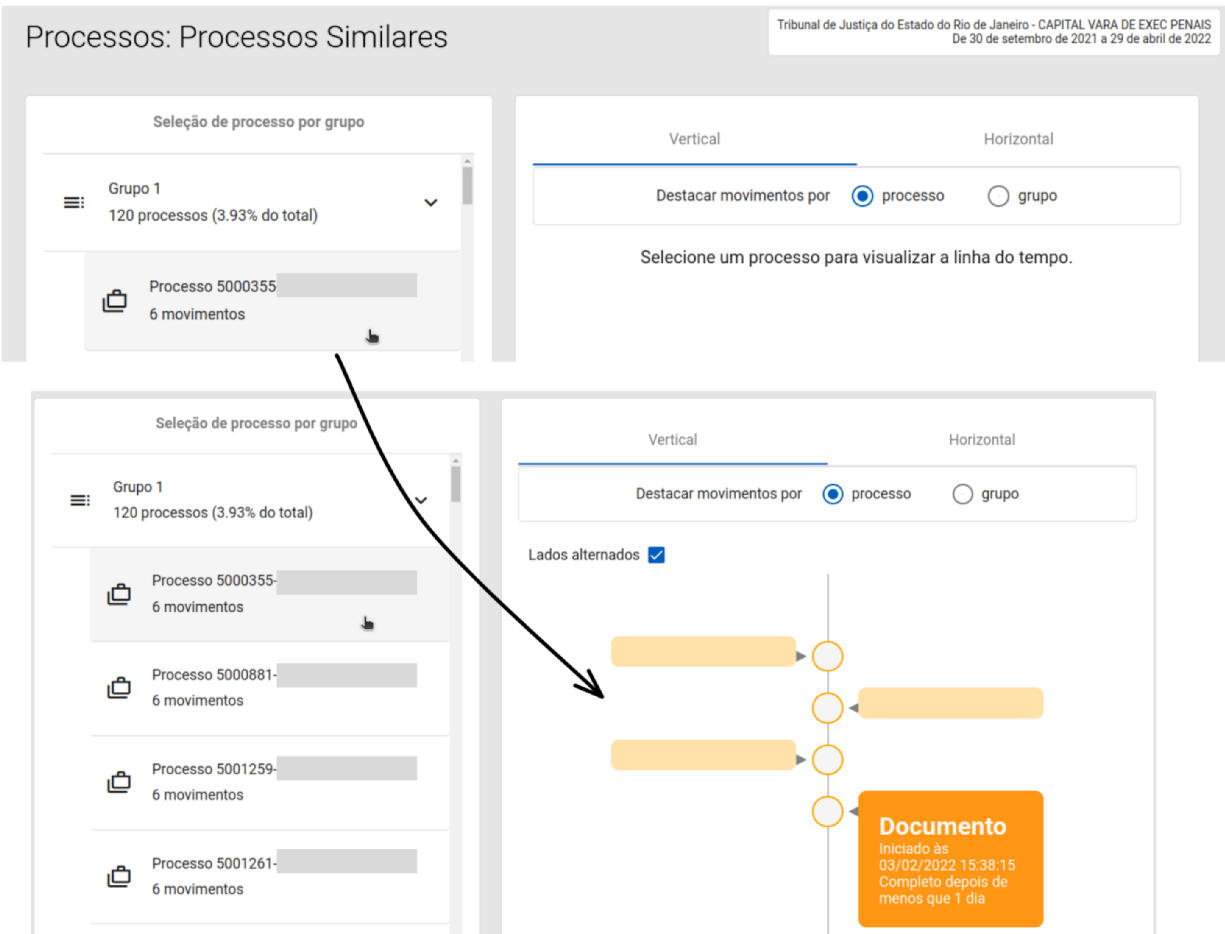 Processos: Processos Similares
Tribunal de Justiça do Estado do Rio de Janeiro - CAPITAL VARA DE EXEC PENAIS
De 30 de setembro de 2021 a 29 de abril de 2022
Seleção de processo por grupo
Grupo 1
120 processos (3.93% do total)
Processo 5000355
6 movimentos
Vertical
Horizontal
Destacar movimentos por
processo
grupo
Selecione um processo para visualizar a linha do tempo.
Seleção de processo por grupo
Grupo 1
120 processos (3.93% do total)
Processo 5000355-
6 movimentos
Processo 5000881-
6 movimentos
Processo 5001259-
6 movimentos
Processo 5001261-
6 movimentos
Vertical
Horizontal
Destacar movimentos por
processo
grupo
Lados alternados
Documento
Iniciado às
03/02/2022 15:38:15
Completo depois de
menos que 1 dia